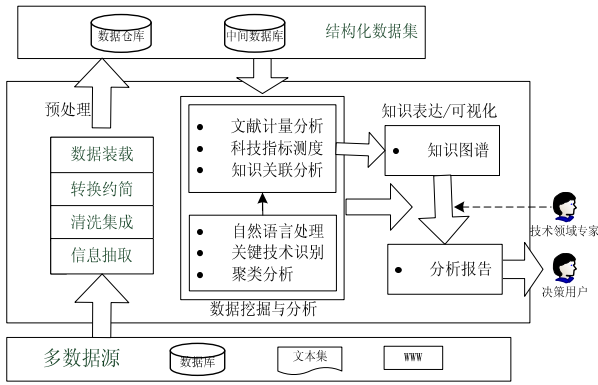 数据仓库
中间数据库
结构化数据集
预处理
数据装载
转换约简
清洗集成
信息抽取
• 文献计量分析
• 科技指标测度
• 知识关联分析
• 自然语言处理
• 关键技术识别
• 聚类分析
数据挖掘与分析
知识表达/可视化
• 知识图谱
技术领域专家
• 分析报告
决策用户
多数据源
数据库
文本集
WWW